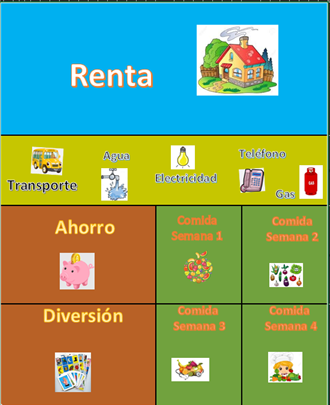 Renta
Agua
Teléfono
Transporte
Electricidad
Gas
Ahorro
Comida
Semana 1
Comida
Semana 2
Diversión
Comida
Semana 3
Comida
Semana 4